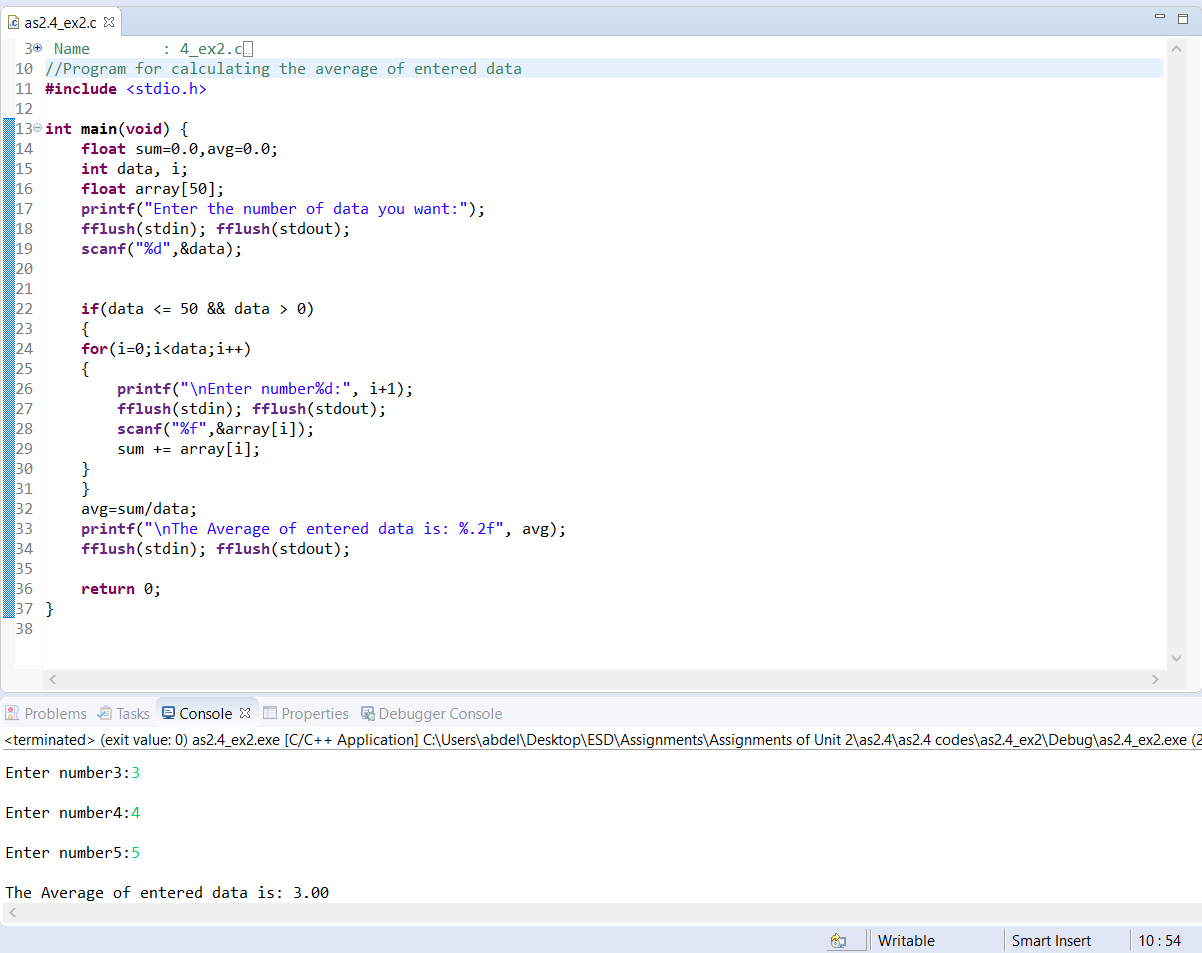 as2.4_ex2.c
3 Name : 4_ex2.c
10 //Program for calculating the average of entered data
11 #include <stdio.h>
12
13 int main(void) {
14 float sum=0.0,avg=0.0;
15 int data, i;
16 float array[50];
17 printf("Enter the number of data you want:");
18 fflush(stdin); fflush(stdout);
19 scanf("%d",&data);
20
21
22 if(data <= 50 && data > 0)
23 {
24 for(i=0;i<data;i++)
25 {
26 printf("\nEnter number%d:", i+1);
27 fflush(stdin); fflush(stdout);
28 scanf("%f",&array[i]);
29 sum += array[i];
30 }
31 }
32 avg=sum/data;
33 printf("\nThe Average of entered data is: %.2f", avg);
34 fflush(stdin); fflush(stdout);
35
36 return 0;
37 }
38
Problems Tasks Console Properties Debugger Console
<terminated> (exit value: 0) as2.4_ex2.exe [C/C++ Application] C:\Users\abdel\Desktop\ESD\Assignments\Assignments of Unit 2\as2.4\as2.4 codes\as2.4_ex2\Debug\as2.4_ex2.exe (2
Enter number3:3
Enter number4:4
Enter number5:5
The Average of entered data is: 3.00
Writable Smart Insert 10 : 54